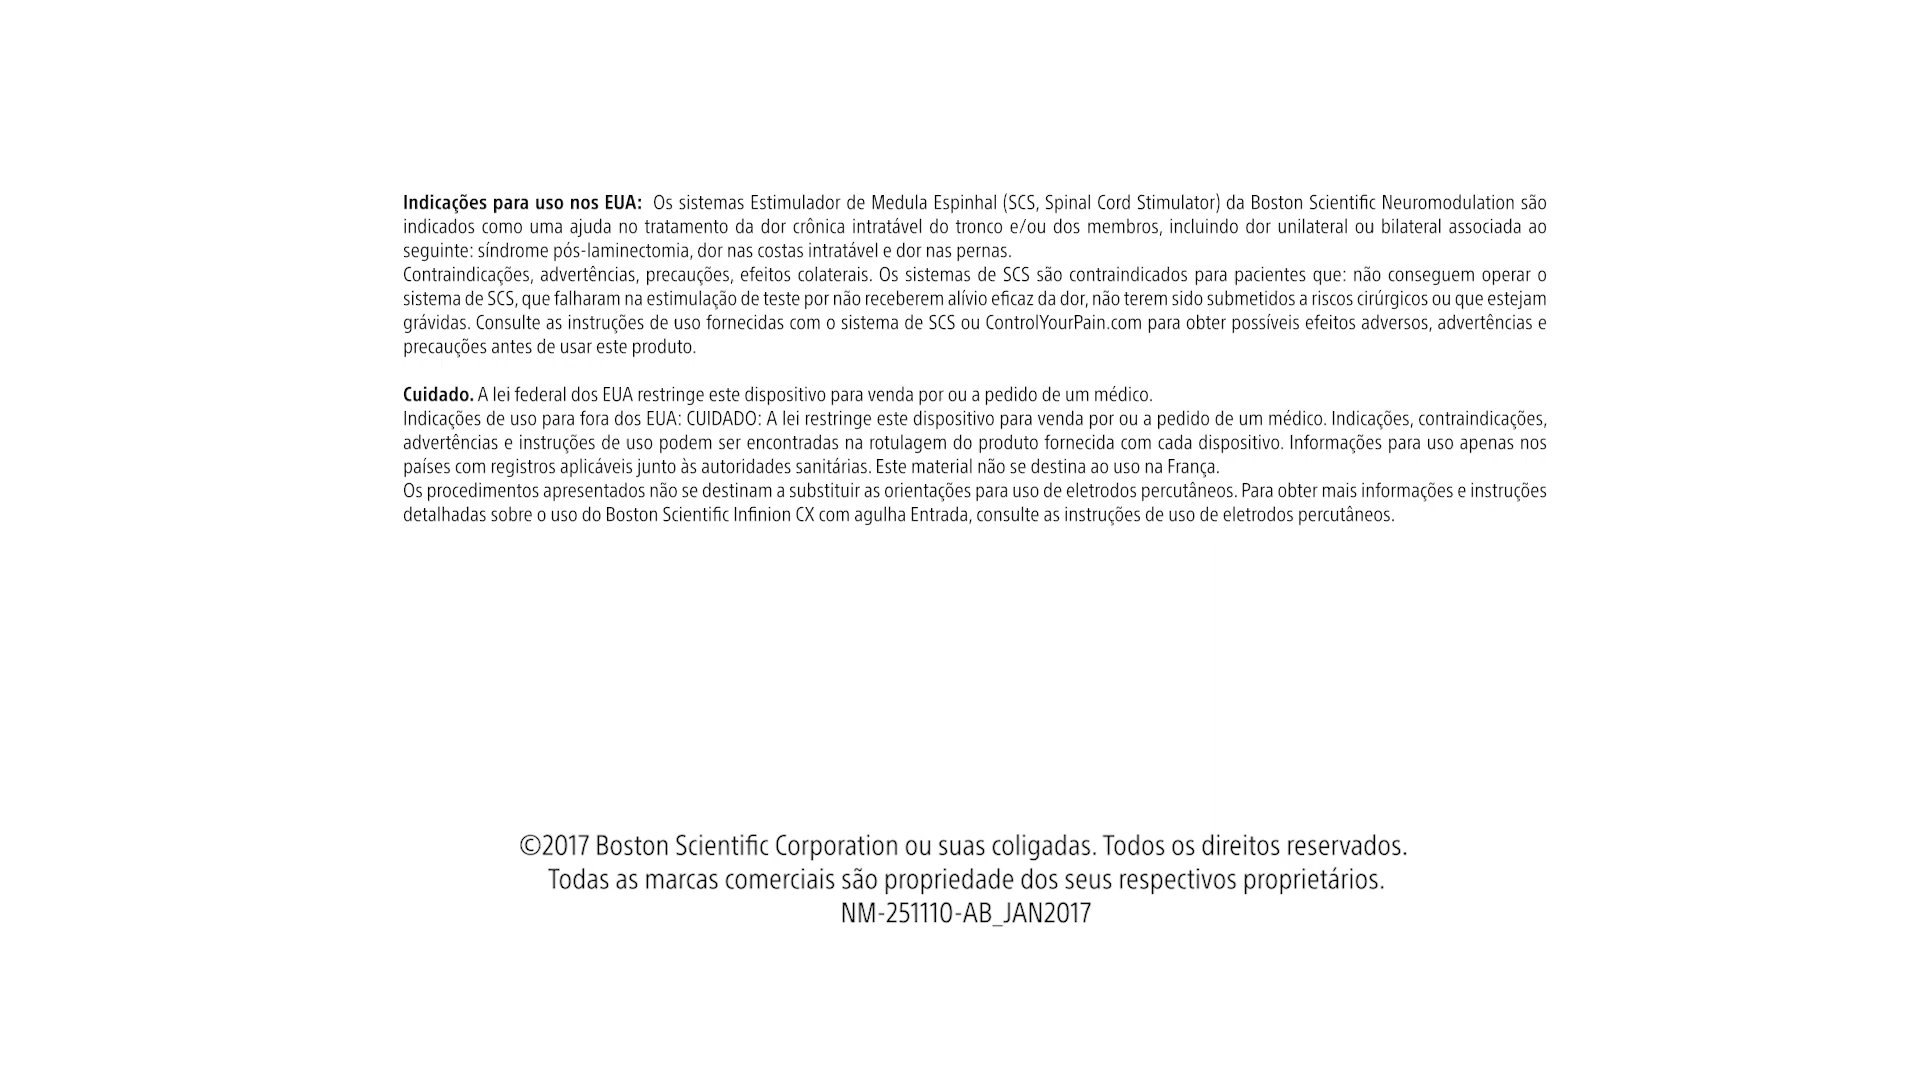 Indicações para uso nos EUA: Os sistemas Estimulador de Medula Espinhal (SCS, Spinal Cord Stimulator) da Boston Scientific Neuromodulation são
indicados como uma ajuda no tratamento da dor crônica intratável do tronco e/ou dos membros, incluindo dor unilateral ou bilateral associada ao
seguinte: síndrome pós-laminectomia, dor nas costas intratável e dor nas pernas.
Contraindicações, advertências, precauções, efeitos colaterais. Os sistemas de SCS são contraindicados para pacientes que: não conseguem operar o
sistema de SCS, que falharam na estimulação de teste por não receberem alívio eficaz da dor, não terem sido submetidos a riscos cirúrgicos ou que estejam
grávidas. Consulte as instruções de uso fornecidas com o sistema de SCS ou ControlYourPain.com para obter possíveis efeitos adversos, advertências e
precauções antes de usar este produto.
Cuidado. A lei federal dos EUA restringe este dispositivo para venda por ou a pedido de um médico.
Indicações de uso para fora dos EUA: CUIDADO: A lei restringe este dispositivo para venda por ou a pedido de um médico. Indicações, contraindicações,
advertências e instruções de uso podem ser encontradas na rotulagem do produto fornecida com cada dispositivo. Informações para uso apenas nos
países com registros aplicáveis junto às autoridades sanitárias. Este material não se destina ao uso na França.
Os procedimentos apresentados não se destinam a substituir as orientações para uso de eletrodos percutâneos. Para obter mais informações e instruções
detalhadas sobre o uso do Boston Scientific Infinion CX com agulha Entrada, consulte as instruções de uso de eletrodos percutâneos.
©2017 Boston Scientific Corporation ou suas coligadas. Todos os direitos reservados.
Todas as marcas comerciais são propriedade dos seus respectivos proprietários.
NM-251110-AB_JAN2017